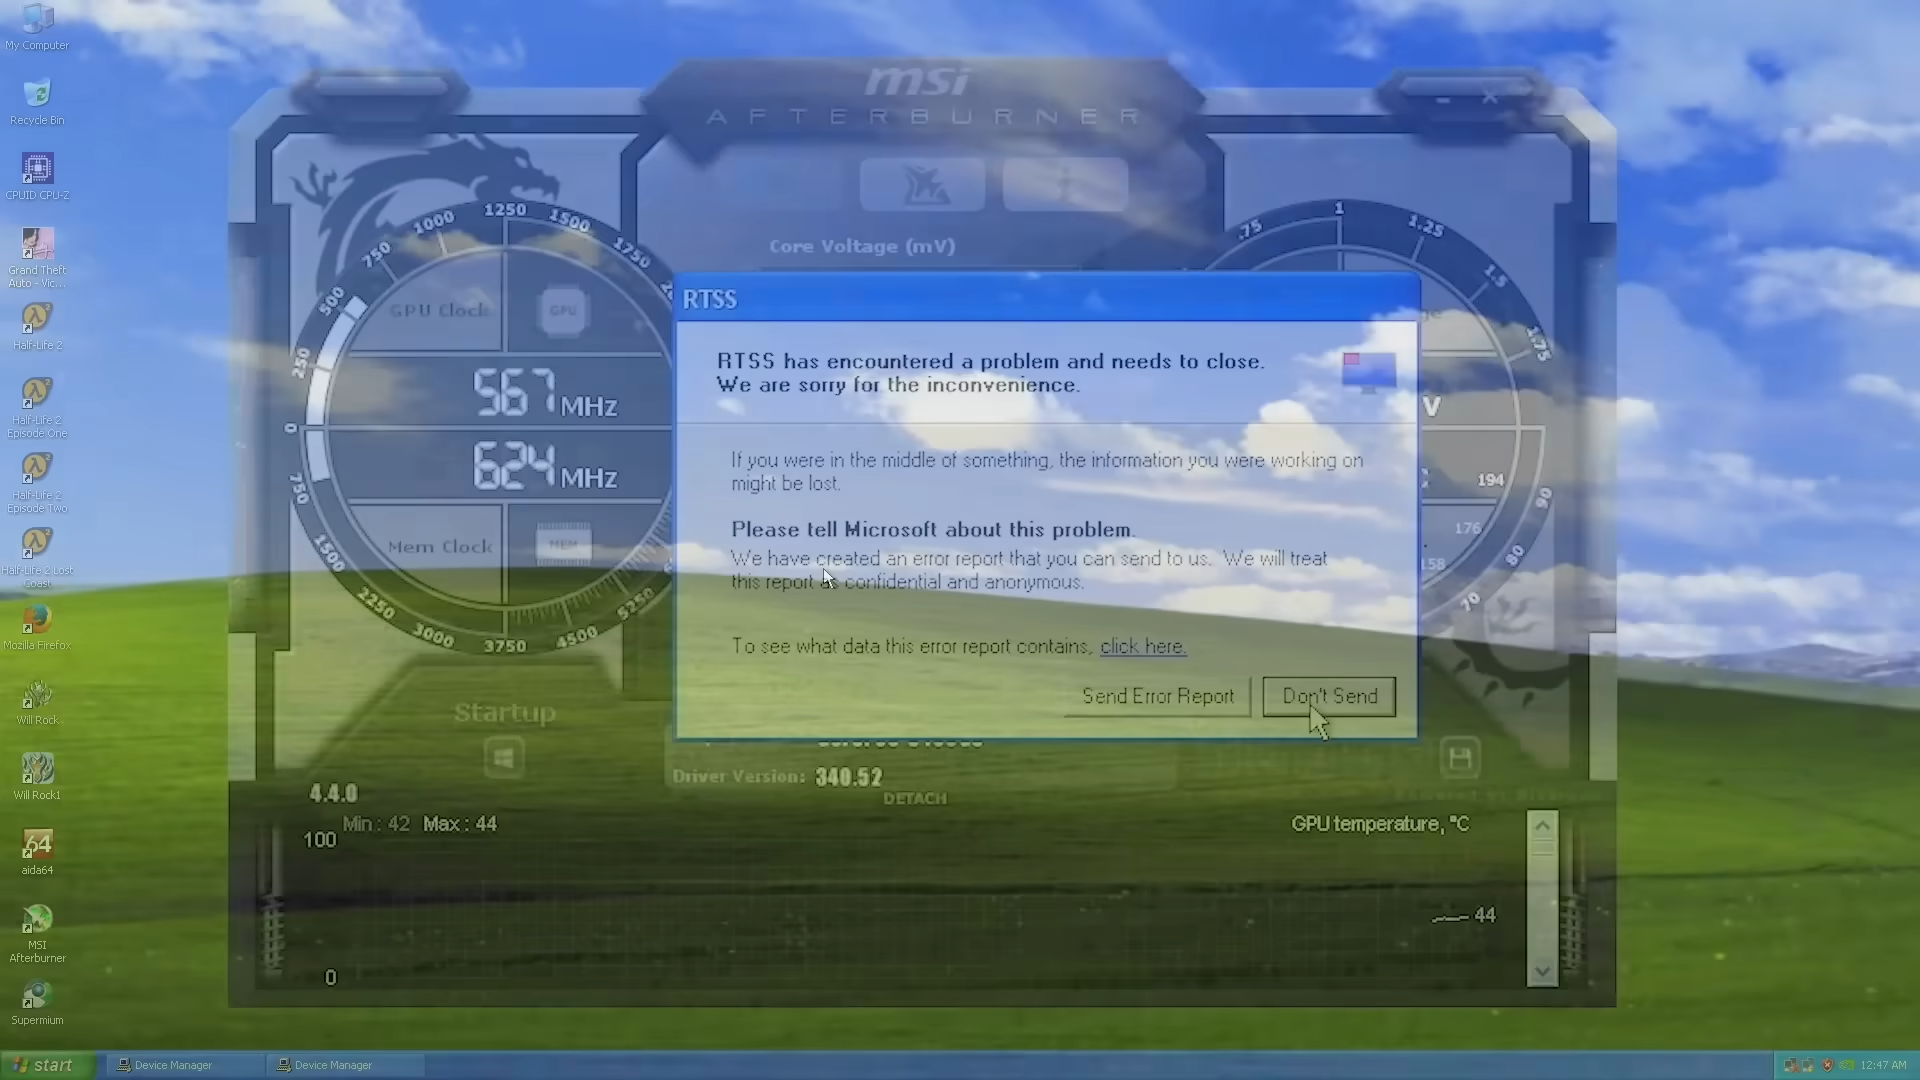 My Computer
Recycle Bin
CPUID CPU-Z
Grand Theft
Auto - Vic...
Half-Life 2
Half-Life 2
Episode One
Half-Life 2
Episode Two
Half-Life 2 Lost
Coast
Mozilla Firefox
Will Rock
Will Rock1
64
aida64
MSI
Afterburner
Supermium
msi
AFTERBURNER
Core Voltage (mV)
0
250
500
750
1000
1250
1500
1750
GPU Clock
GPU
567 MHz
624 MHz
Mem Clock
MEM
750
1500
2250
3000
3750
4500
5250
.75
1
1.25
1.5
1.75
V
194
176
158
90
80
70
RTSS
RTSS has encountered a problem and needs to close.
We are sorry for the inconvenience.
If you were in the middle of something, the information you were working on
might be lost.
Please tell Microsoft about this problem.
We have created an error report that you can send to us. We will treat
this report as confidential and anonymous.
To see what data this error report contains, click here.
Send Error Report
Don't Send
Startup
Driver Version: 340.52
DETACH
4.4.0
Min : 42 Max : 44
GPU temperature, °C
100
44
0
start
Device Manager
Device Manager
12:47 AM